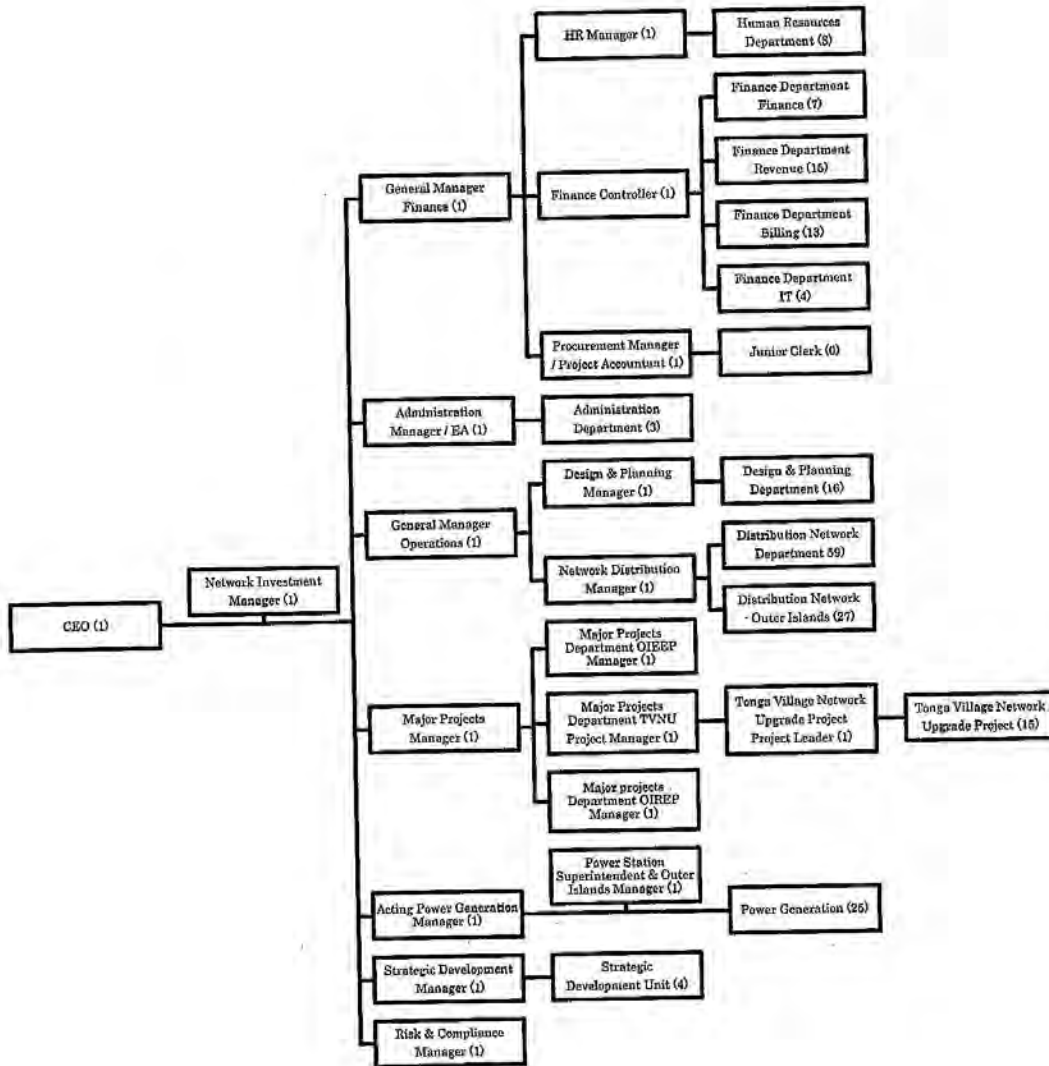 HR Manager (1)
Human Resources
Department (8)
Finance Department
Finance (7)
Finance Department
Revenue (15)
General Manager
Finance (1)
Finance Controller (1)
Finance Department
Billing (13)
Finance Department
IT (4)
Procurement Manager
/ Project Accountant (1)
Junior Clerk (0)
Administration
Manager / EA (1)
Administration
Department (3)
Design & Planning
Manager (1)
Design & Planning
Department (16)
General Manager
Operations (1)
Distribution Network
Department 59)
Network Distribution
Manager (1)
Distribution Network
- Outer Islands (27)
Network Investment
Manager (1)
CEO (1)
Major Projects
Department OIEEP
Manager (1)
Major Projects
Manager (1)
Major Projects
Department TVNU
Project Manager (1)
Tonga Village Network
Upgrade Project
Project Leader (1)
Tonga Village Network
Upgrade Project (15)
Major projects
Department OIREP
Manager (1)
Power Station
Superintendent & Outer
Islands Manager (1)
Acting Power Generation
Manager (1)
Power Generation (25)
Strategic Development
Manager (1)
Strategic
Development Unit (4)
Risk & Compliance
Manager (1)